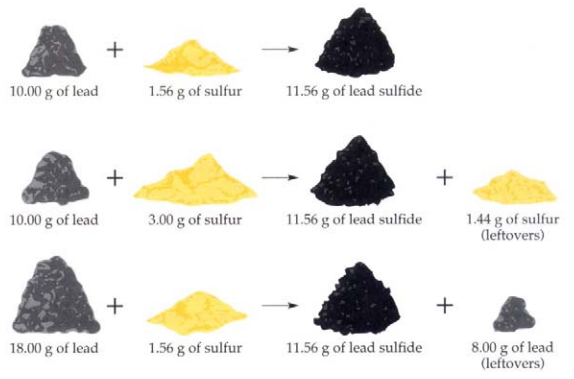 +
10.00 g of lead 1.56 g of sulfur 11.56 g of lead sulfide
+ +
10.00 g of lead 3.00 g of sulfur 11.56 g of lead sulfide 1.44 g of sulfur
(leftovers)
+ +
18.00 g of lead 1.56 g of sulfur 11.56 g of lead sulfide 8.00 g of lead
(leftovers)